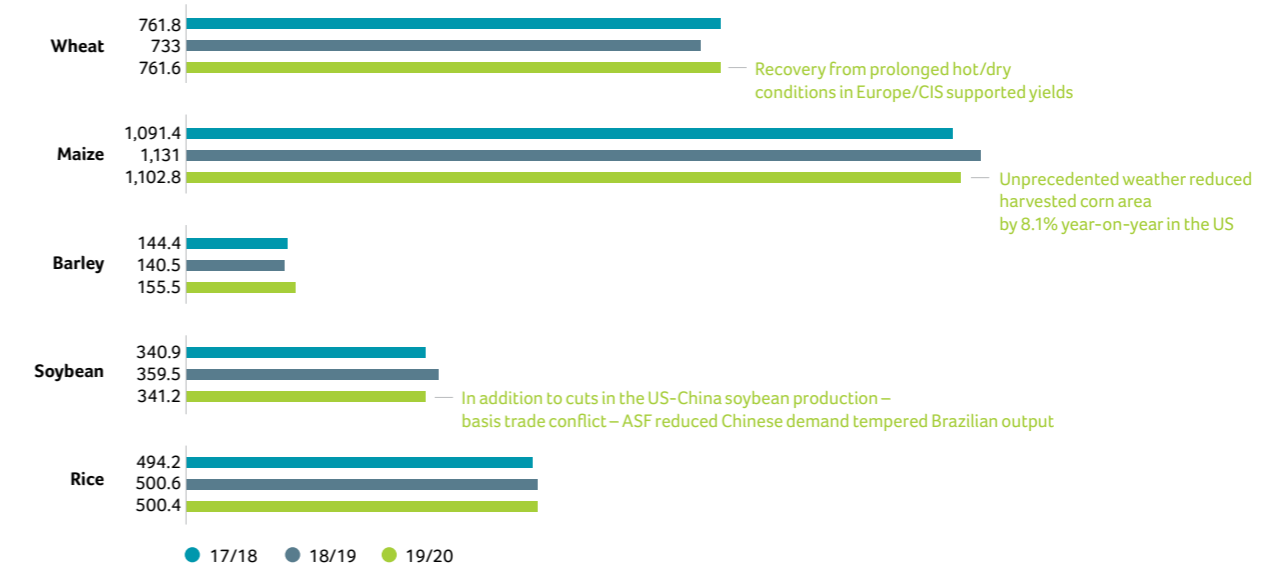 Wheat
761.8
733
761.6
Recovery from prolonged hot/dry
conditions in Europe/CIS supported yields
Maize
1,091.4
1,131
1,102.8
Unprecedented weather reduced
harvested corn area
by 8.1% year-on-year in the US
Barley
144.4
140.5
155.5
Soybean
340.9
359.5
341.2
In addition to cuts in the US-China soybean production –
basis trade conflict – ASF reduced Chinese demand tempered Brazilian output
Rice
494.2
500.6
500.4
17/18 18/19 19/20